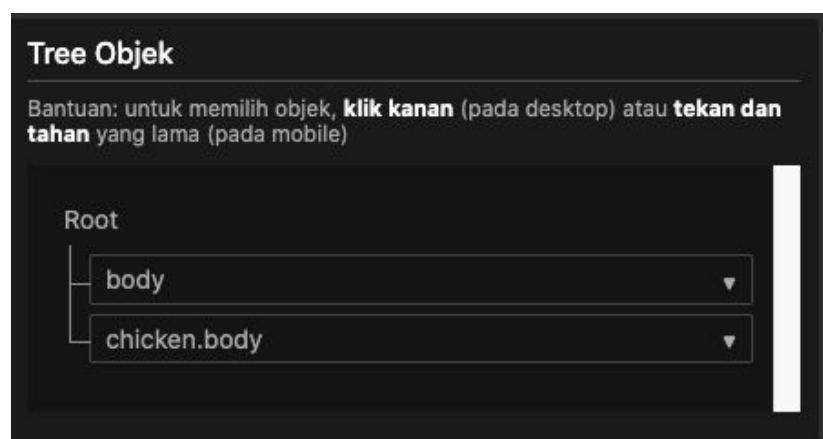 Tree Objek
Bantuan: untuk memilih objek, klik kanan (pada desktop) atau tekan dan
tahan yang lama (pada mobile)
Root
body
chicken.body